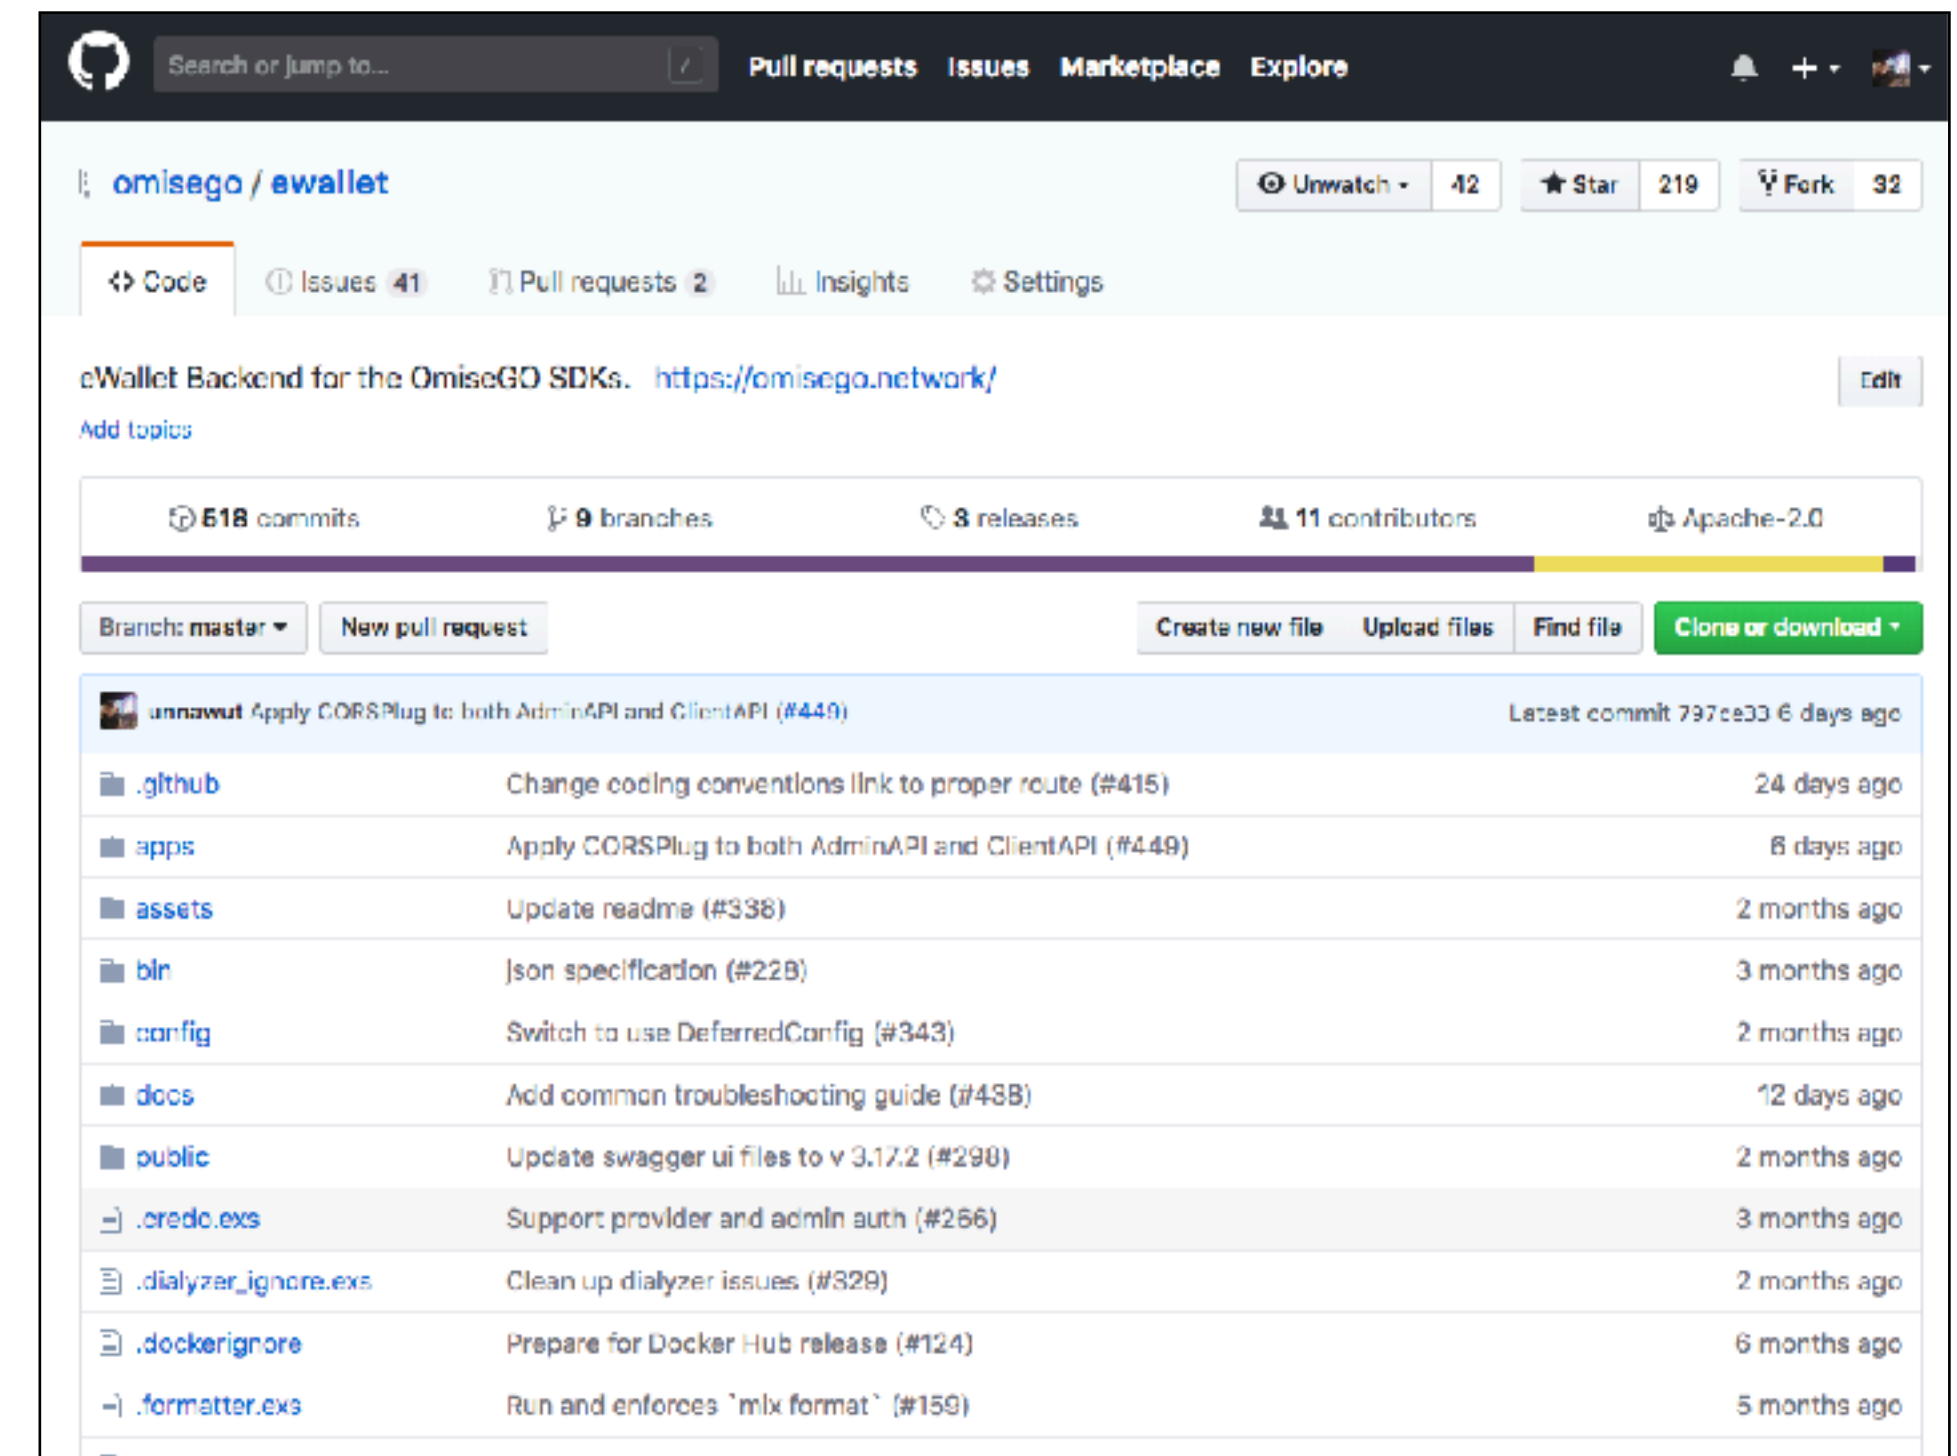 Search or jump to... /
Pull requests Issues Marketplace Explore
omisego / ewallet
Unwatch 42 Star 219 Fork 32
Code Issues 41 Pull requests 2 Insights Settings
eWallet Backend for the OmiseGO SDKs. https://omisego.network/
Edit
Add topics
518 commits 9 branches 3 releases 11 contributors Apache-2.0
Branch: master New pull request Create new file Upload files Find file Clone or download
unnawut Apply CORSPlug to both AdminAPI and ClientAPI (#449) Latest commit 797ce33 6 days ago
.github Change coding conventions link to proper route (#415) 24 days ago
apps Apply CORSPlug to both AdminAPI and ClientAPI (#449) 6 days ago
assets Update readme (#338) 2 months ago
bin json specification (#228) 3 months ago
config Switch to use DeferredConfig (#343) 2 months ago
docs Add common troubleshooting guide (#438) 12 days ago
public Update swagger ui files to v 3.17.2 (#298) 2 months ago
.credo.exs Support provider and admin auth (#266) 3 months ago
.dialyzer_ignore.exs Clean up dialyzer issues (#329) 2 months ago
.dockerignore Prepare for Docker Hub release (#124) 6 months ago
.formatter.exs Run and enforces `mix format` (#159) 5 months ago